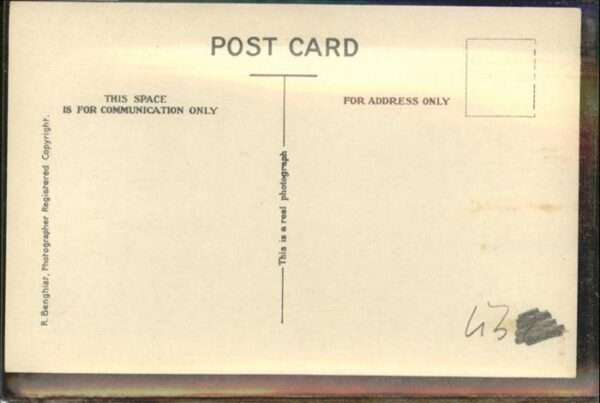 POST CARD
THIS SPACE
IS FOR COMMUNICATION ONLY
FOR ADDRESS ONLY
This is a real photograph
R. Benghiat, Photographer Registered Copyright.
43